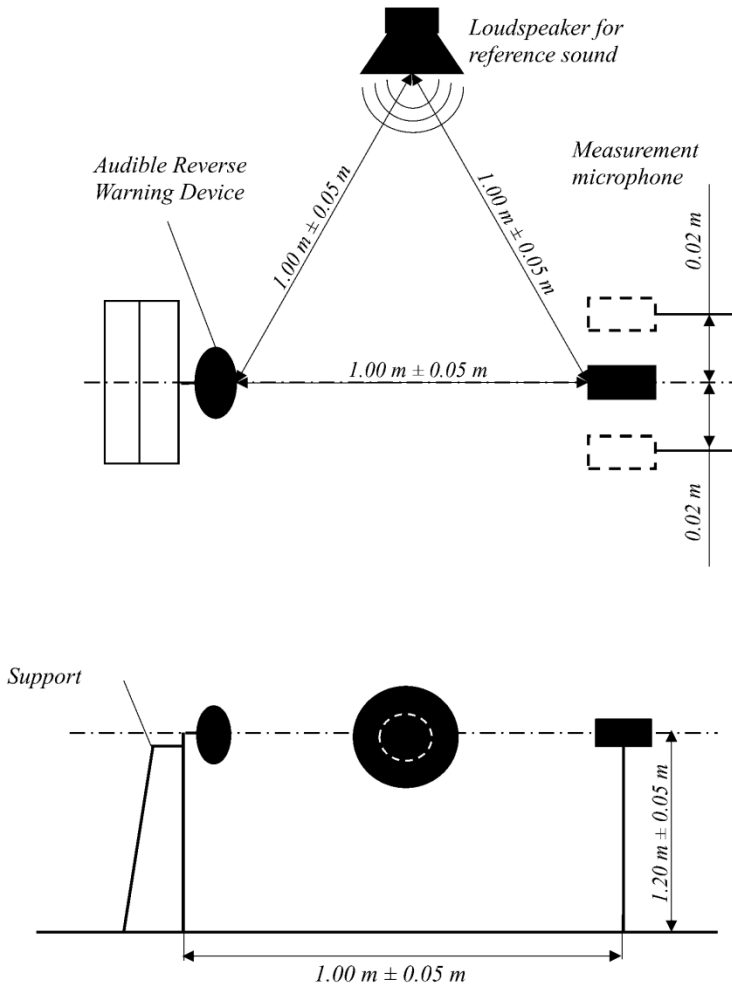 Loudspeaker for
reference sound
Audible Reverse
Warning Device
Measurement
microphone
1.00 m ± 0.05 m
1.00 m ± 0.05 m
0.02 m
1.00 m ± 0.05 m
0.02 m
Support
1.20 m ± 0.05 m
1.00 m ± 0.05 m